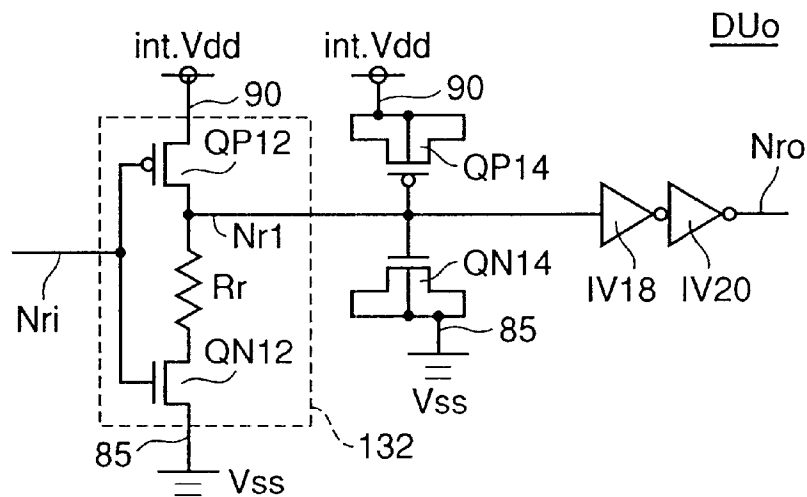 DUo
int.Vdd
int.Vdd
90
90
QP12
QP14
Nro
Nr1
Nri
Rr
QN14
IV18
IV20
QN12
85
Vss
132
85
Vss